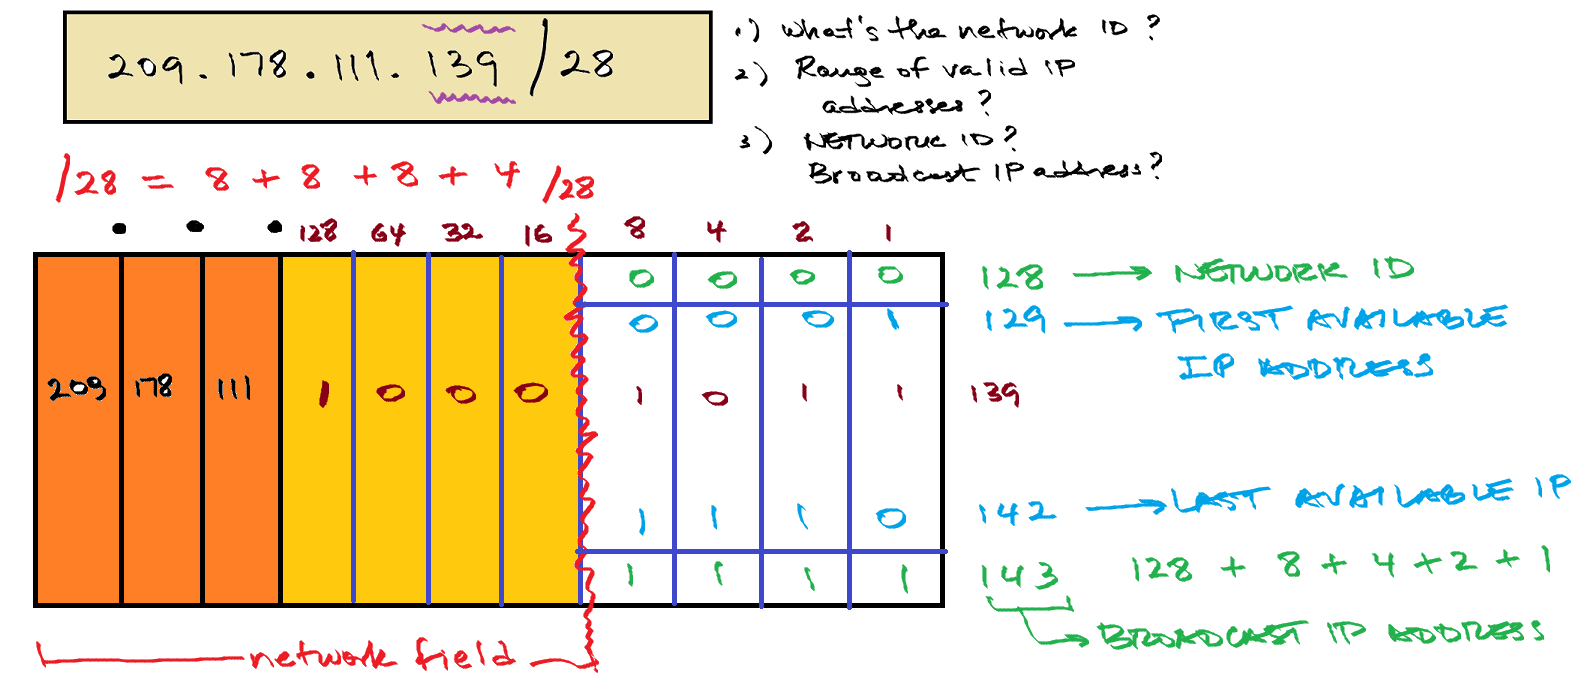 209.178.111.139/28
1) What's the network ID?
2) Range of valid IP
addresses?
3) NETWORK ID?
Broadcast IP address?
/28 = 8 + 8 + 8 + 4 /28
128 64 32 16 8 4 2 1
0 0 0 0 128 → NETWORK ID
0 0 0 1 129 → FIRST AVAILABLE
IP ADDRESS
209 178 111 1 0 0 0 1 0 1 1 139
1 1 1 0 142 → LAST AVAILABLE IP
1 1 1 1 143 128 + 8 + 4 + 2 + 1
BROADCAST IP ADDRESS
network field